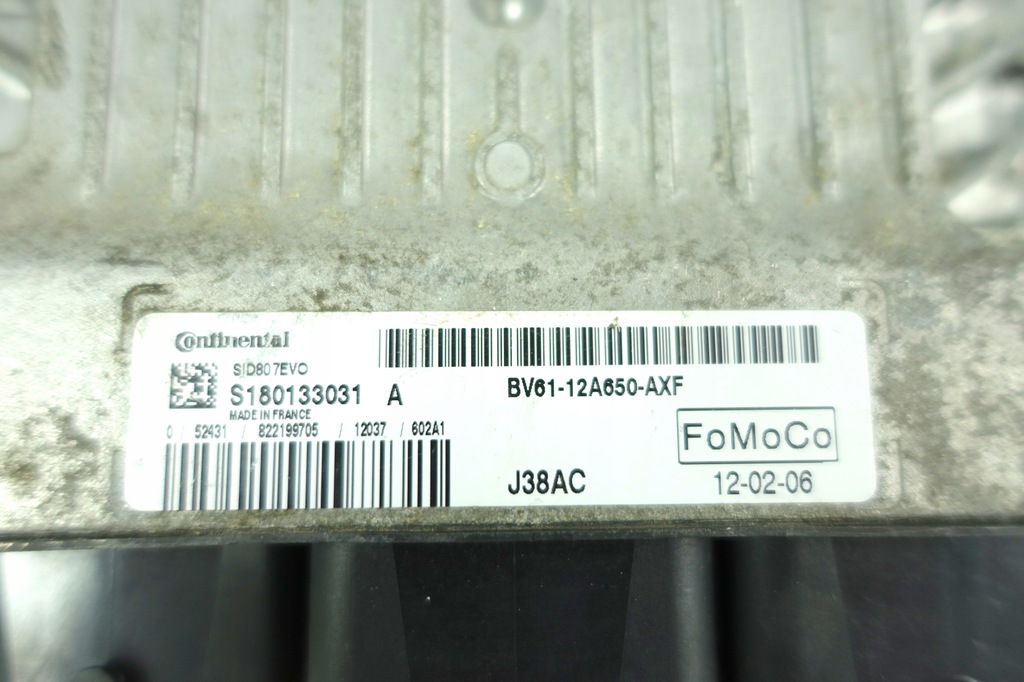 Continental
SID807EVO
S180133031 A
MADE IN FRANCE
0 / 52431 / 822199705 / 12037 / 602A1
BV61-12A650-AXF
FoMoCo
J38AC
12-02-06